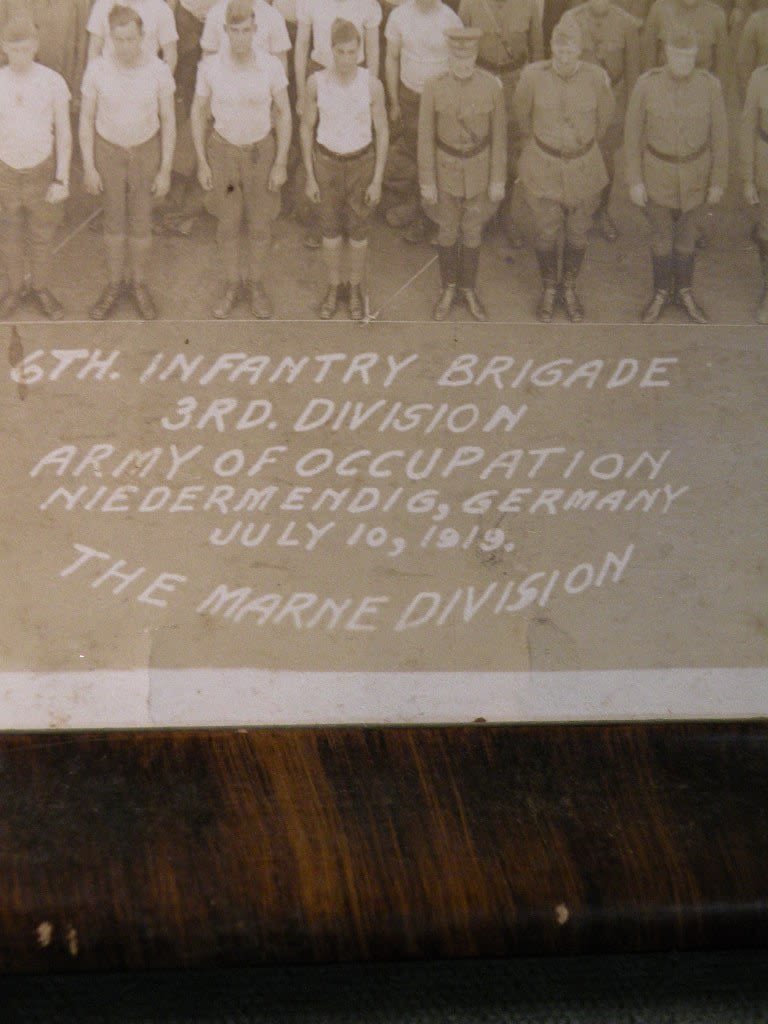 6TH. INFANTRY BRIGADE
3RD. DIVISION
ARMY OF OCCUPATION
NIEDERMENDIG, GERMANY
JULY 10, 1919.
THE MARNE DIVISION